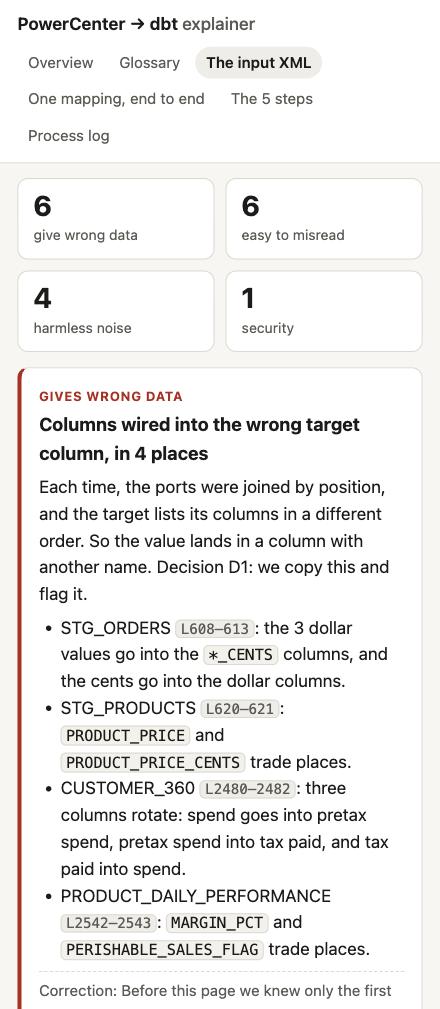 PowerCenter → dbt explainer
Overview Glossary The input XML
One mapping, end to end The 5 steps
Process log
6
give wrong data
6
easy to misread
4
harmless noise
1
security
GIVES WRONG DATA
Columns wired into the wrong target
column, in 4 places
Each time, the ports were joined by position,
and the target lists its columns in a different
order. So the value lands in a column with
another name. Decision D1: we copy this and
flag it.
• STG_ORDERS L608–613: the 3 dollar
values go into the *_CENTS columns, and
the cents go into the dollar columns.
• STG_PRODUCTS L620–621:
PRODUCT_PRICE and
PRODUCT_PRICE_CENTS trade places.
• CUSTOMER_360 L2480–2482: three
columns rotate: spend goes into pretax
spend, pretax spend into tax paid, and tax
paid into spend.
• PRODUCT_DAILY_PERFORMANCE
L2542–2543: MARGIN_PCT and
PERISHABLE_SALES_FLAG trade places.
Correction: Before this page we knew only the first